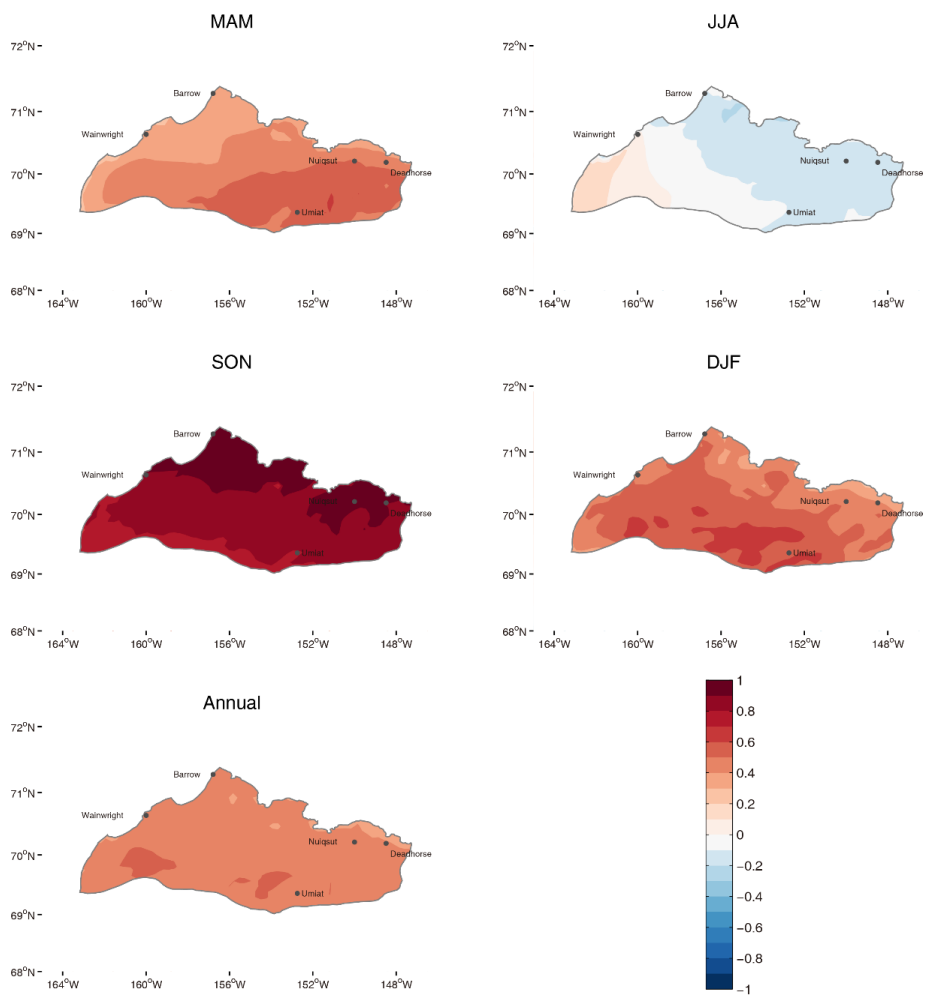 MAM
72°N
71°N
70°N
69°N
68°N
Barrow
Wainwright
Nuiqsut
Deadhorse
Umiat
164°W 160°W 156°W 152°W 148°W
JJA
72°N
71°N
70°N
69°N
68°N
Barrow
Wainwright
Nuiqsut
Deadhorse
Umiat
164°W 160°W 156°W 152°W 148°W
SON
72°N
71°N
70°N
69°N
68°N
Barrow
Wainwright
Deadhorse
Umiat
164°W 160°W 156°W 152°W 148°W
DJF
72°N
71°N
70°N
69°N
68°N
Barrow
Wainwright
Nuiqsut
Deadhorse
Umiat
164°W 160°W 156°W 152°W 148°W
Annual
72°N
71°N
70°N
69°N
68°N
Barrow
Wainwright
Nuiqsut
Deadhorse
Umiat
164°W 160°W 156°W 152°W 148°W
1
0.8
0.6
0.4
0.2
0
−0.2
−0.4
−0.6
−0.8
−1